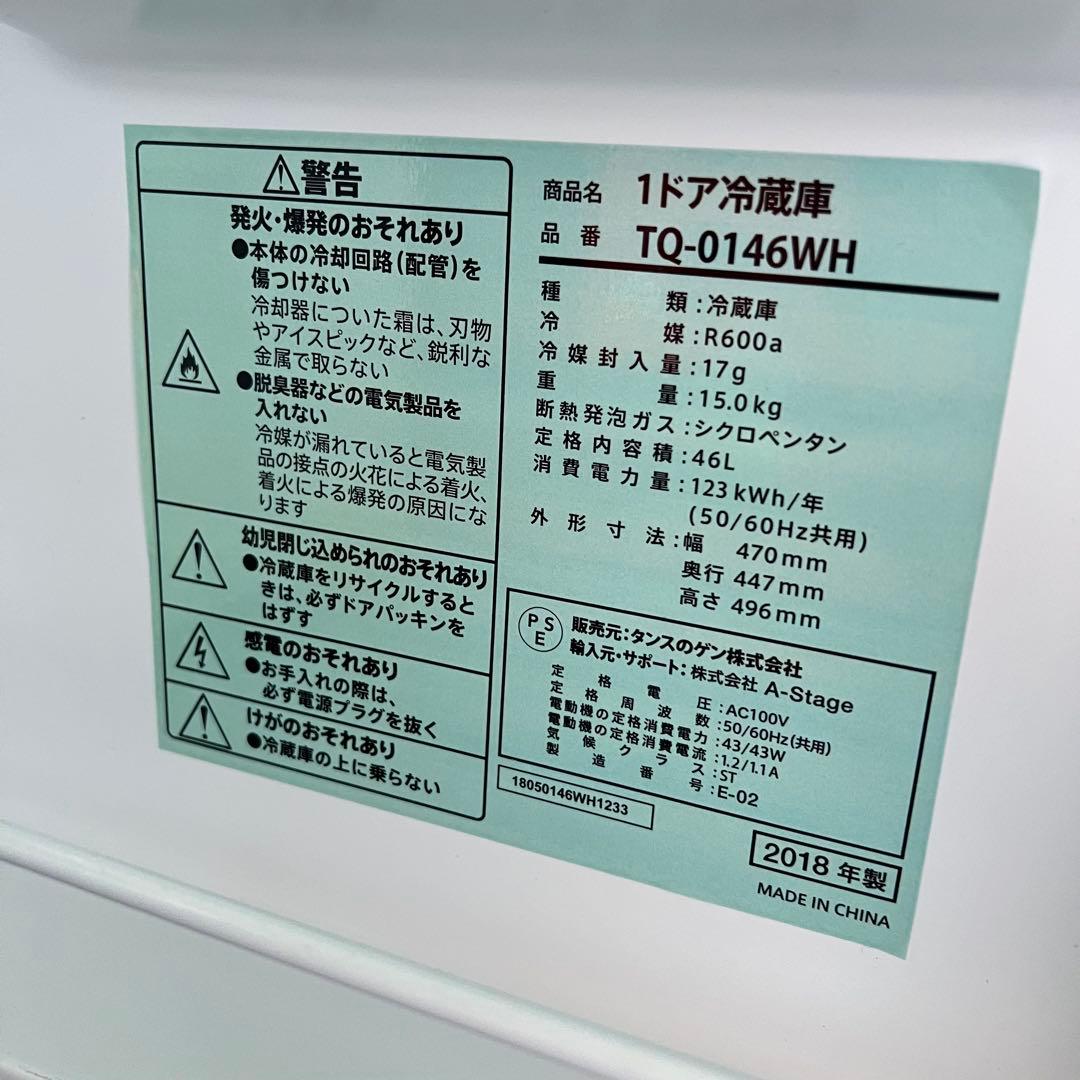 警告
発火・爆発のおそれあり
●本体の冷却回路(配管)を
傷つけない
冷却器についた霜は、刃物
やアイスピックなど、鋭利な
金属で取らない
●脱臭器などの電気製品を
入れない
冷媒が漏れていると電気製
品の接点の火花による着火、
着火による爆発の原因にな
ります
幼児閉じ込められのおそれあり
●冷蔵庫をリサイクルすると
きは、必ずドアパッキンを
はずす
感電のおそれあり
●お手入れの際は、
必ず電源プラグを抜く
けがのおそれあり
●冷蔵庫の上に乗らない
商品名 1ドア冷蔵庫
品番 TQ-0146WH
種類:冷蔵庫
冷媒:R600a
冷媒封入量:17g
重量:15.0kg
断熱発泡ガス:シクロペンタン
定格内容積:46L
消費電力量:123kWh/年
(50/60Hz共用)
外形寸法:幅 470mm
奥行 447mm
高さ 496mm
PSE
販売元:タンスのゲン株式会社
輸入元・サポート:株式会社 A-Stage
定格電圧:AC100V
定格周波数:50/60Hz(共用)
電動機の定格消費電力:43/43W
電動機の定格消費電流:1.2/1.1A
気候クラス:ST
製造番号:E-02
18050146WH1233
2018 年製
MADE IN CHINA